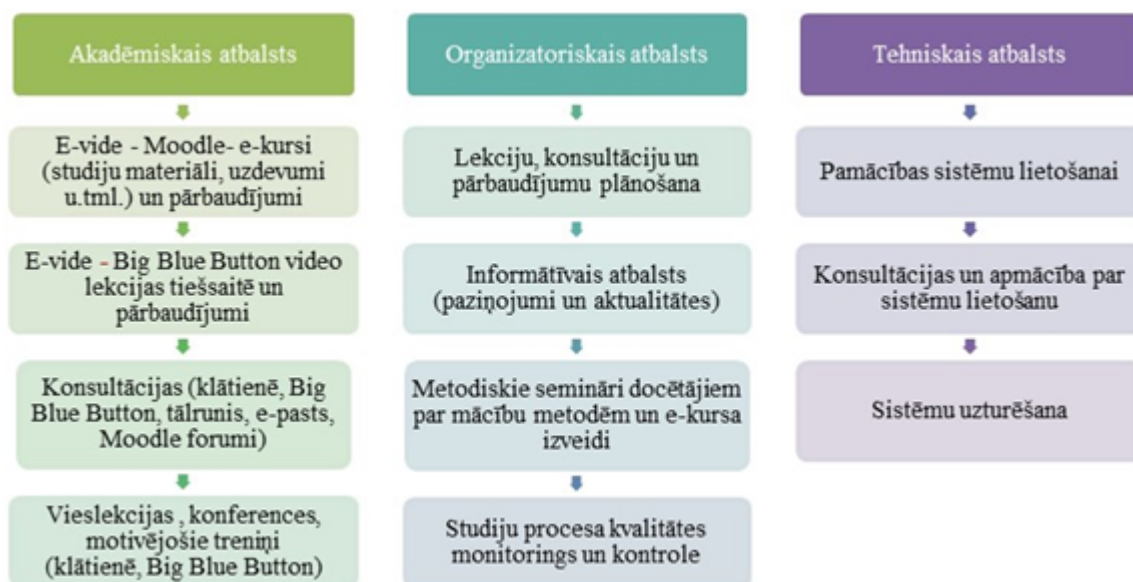 Akadēmiskais atbalsts
E-vide - Moodle- e-kursi
(studiju materiāli, uzdevumi
u.tml.) un pārbaudījumi
E-vide - Big Blue Button video
lekcijas tiešsaitē un
pārbaudījumi
Konsultācijas (klātienē, Big
Blue Button, tālrunis, e-pasts,
Moodle forumi)
Vieslekcijas , konferences,
motivējošie treniņi
(klātienē, Big Blue Button)
Organizatoriskais atbalsts
Lekciju, konsultāciju un
pārbaudījumu plānošana
Informātīvais atbalsts
(paziņojumi un aktualitātes)
Metodiskie semināri docētājiem
par mācību metodēm un e-kursa
izveidi
Studiju procesa kvalitātes
monitorings un kontrole
Tehniskais atbalsts
Pamācības sistēmu lietošanai
Konsultācijas un apmācība par
sistēmu lietošanu
Sistēmu uzturēšana